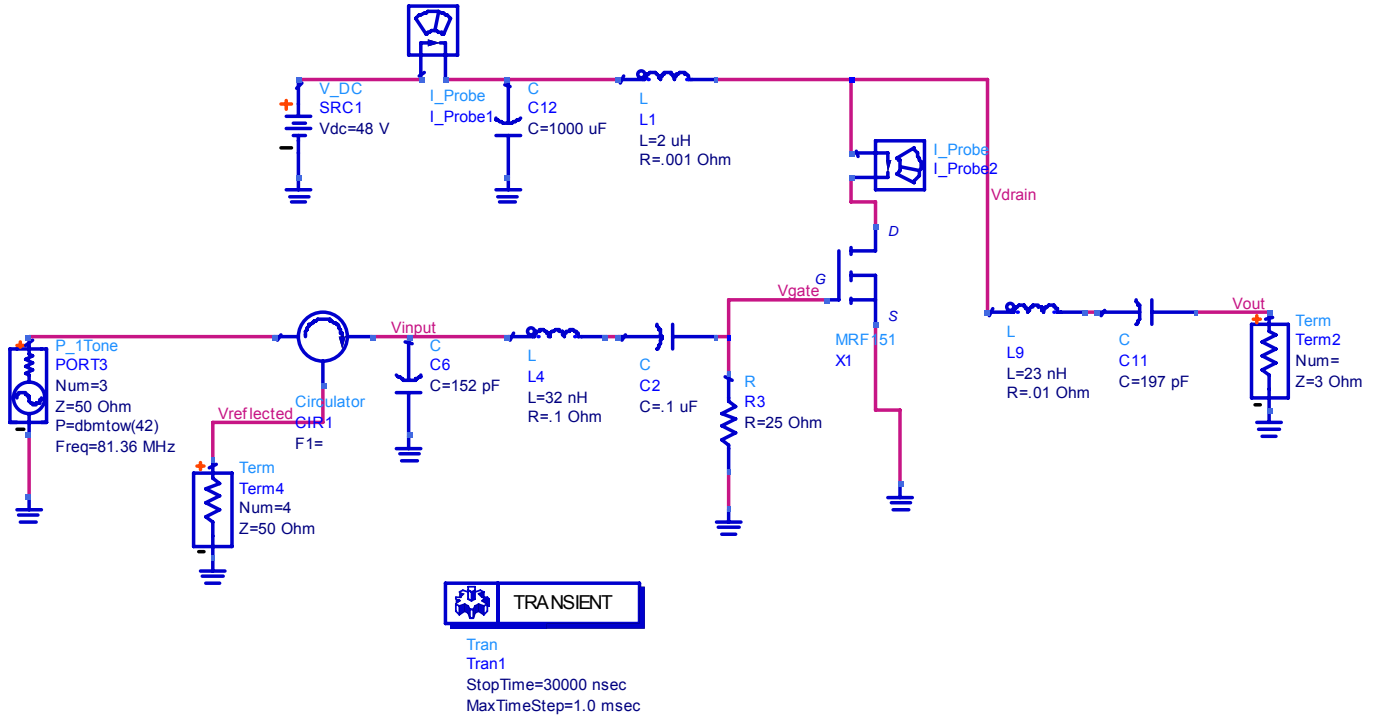 V_DC
SRC1
Vdc=48 V
I_Probe
I_Probe1
C
C12
C=1000 uF
L
L1
L=2 uH
R=.001 Ohm
I_Probe
I_Probe2
Vdrain
D
G
S
Vgate
MRF151
X1
P_1Tone
PORT3
Num=3
Z=50 Ohm
P=dbmtow(42)
Freq=81.36 MHz
Vreflected
Circulator
CIR1
F1=
Vinput
C
C6
C=152 pF
L
L4
L=32 nH
R=.1 Ohm
C
C2
C=.1 uF
R
R3
R=25 Ohm
L
L9
L=23 nH
R=.01 Ohm
C
C11
C=197 pF
Vout
Term
Term2
Num=
Z=3 Ohm
Term
Term4
Num=4
Z=50 Ohm
TRANSIENT
Tran
Tran1
StopTime=30000 nsec
MaxTimeStep=1.0 msec